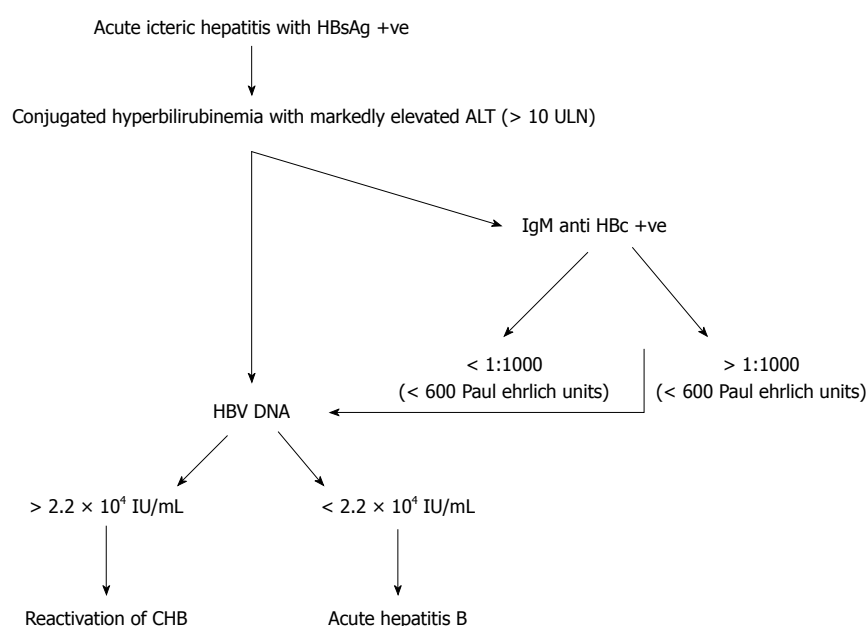 Acute icteric hepatitis with HBsAg +ve
Conjugated hyperbilirubinemia with markedly elevated ALT (> 10 ULN)
IgM anti HBc +ve
< 1:1000
(< 600 Paul ehrlich units)
> 1:1000
(< 600 Paul ehrlich units)
HBV DNA
> 2.2 × 10⁴ IU/mL
< 2.2 × 10⁴ IU/mL
Reactivation of CHB
Acute hepatitis B